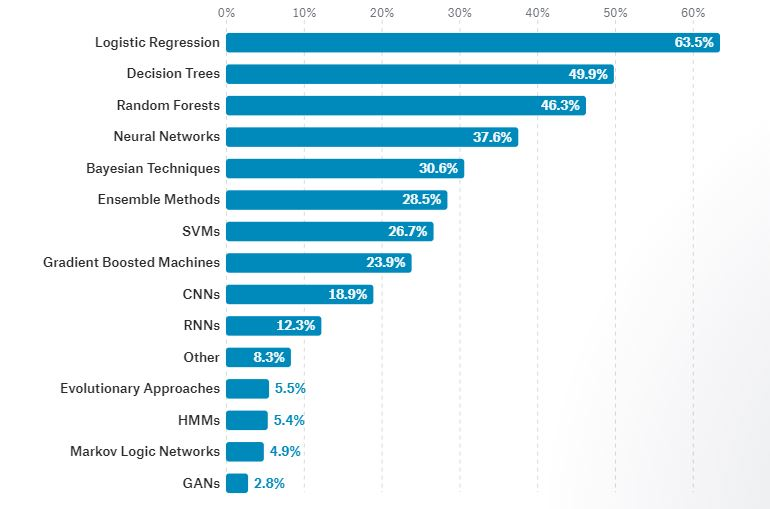 0% 10% 20% 30% 40% 50% 60%
Logistic Regression 63.5%
Decision Trees 49.9%
Random Forests 46.3%
Neural Networks 37.6%
Bayesian Techniques 30.6%
Ensemble Methods 28.5%
SVMs 26.7%
Gradient Boosted Machines 23.9%
CNNs 18.9%
RNNs 12.3%
Other 8.3%
Evolutionary Approaches 5.5%
HMMs 5.4%
Markov Logic Networks 4.9%
GANs 2.8%